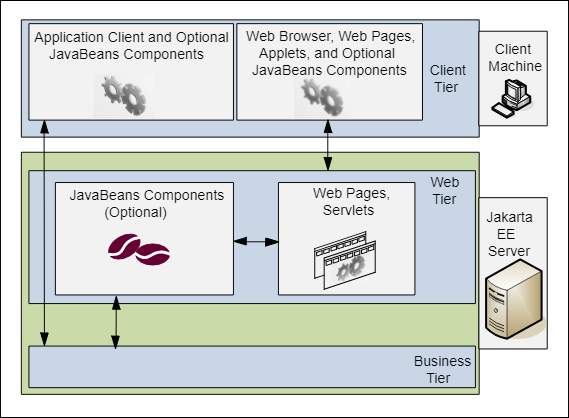 Application Client and Optional
JavaBeans Components
Web Browser, Web Pages,
Applets, and Optional
JavaBeans Components
Client
Tier
Client
Machine
JavaBeans Components
(Optional)
Web Pages,
Servlets
Web
Tier
Jakarta
EE
Server
Business
Tier